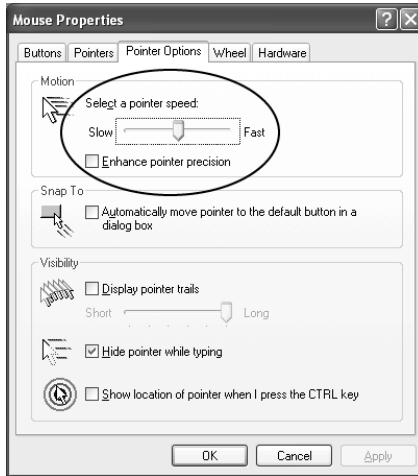 Mouse Properties
Buttons Pointers Pointer Options Wheel Hardware
Motion
Select a pointer speed:
Slow Fast
Enhance pointer precision
Snap To
Automatically move pointer to the default button in a
dialog box
Visibility
Display pointer trails
Short Long
Hide pointer while typing
Show location of pointer when I press the CTRL key
OK Cancel Apply